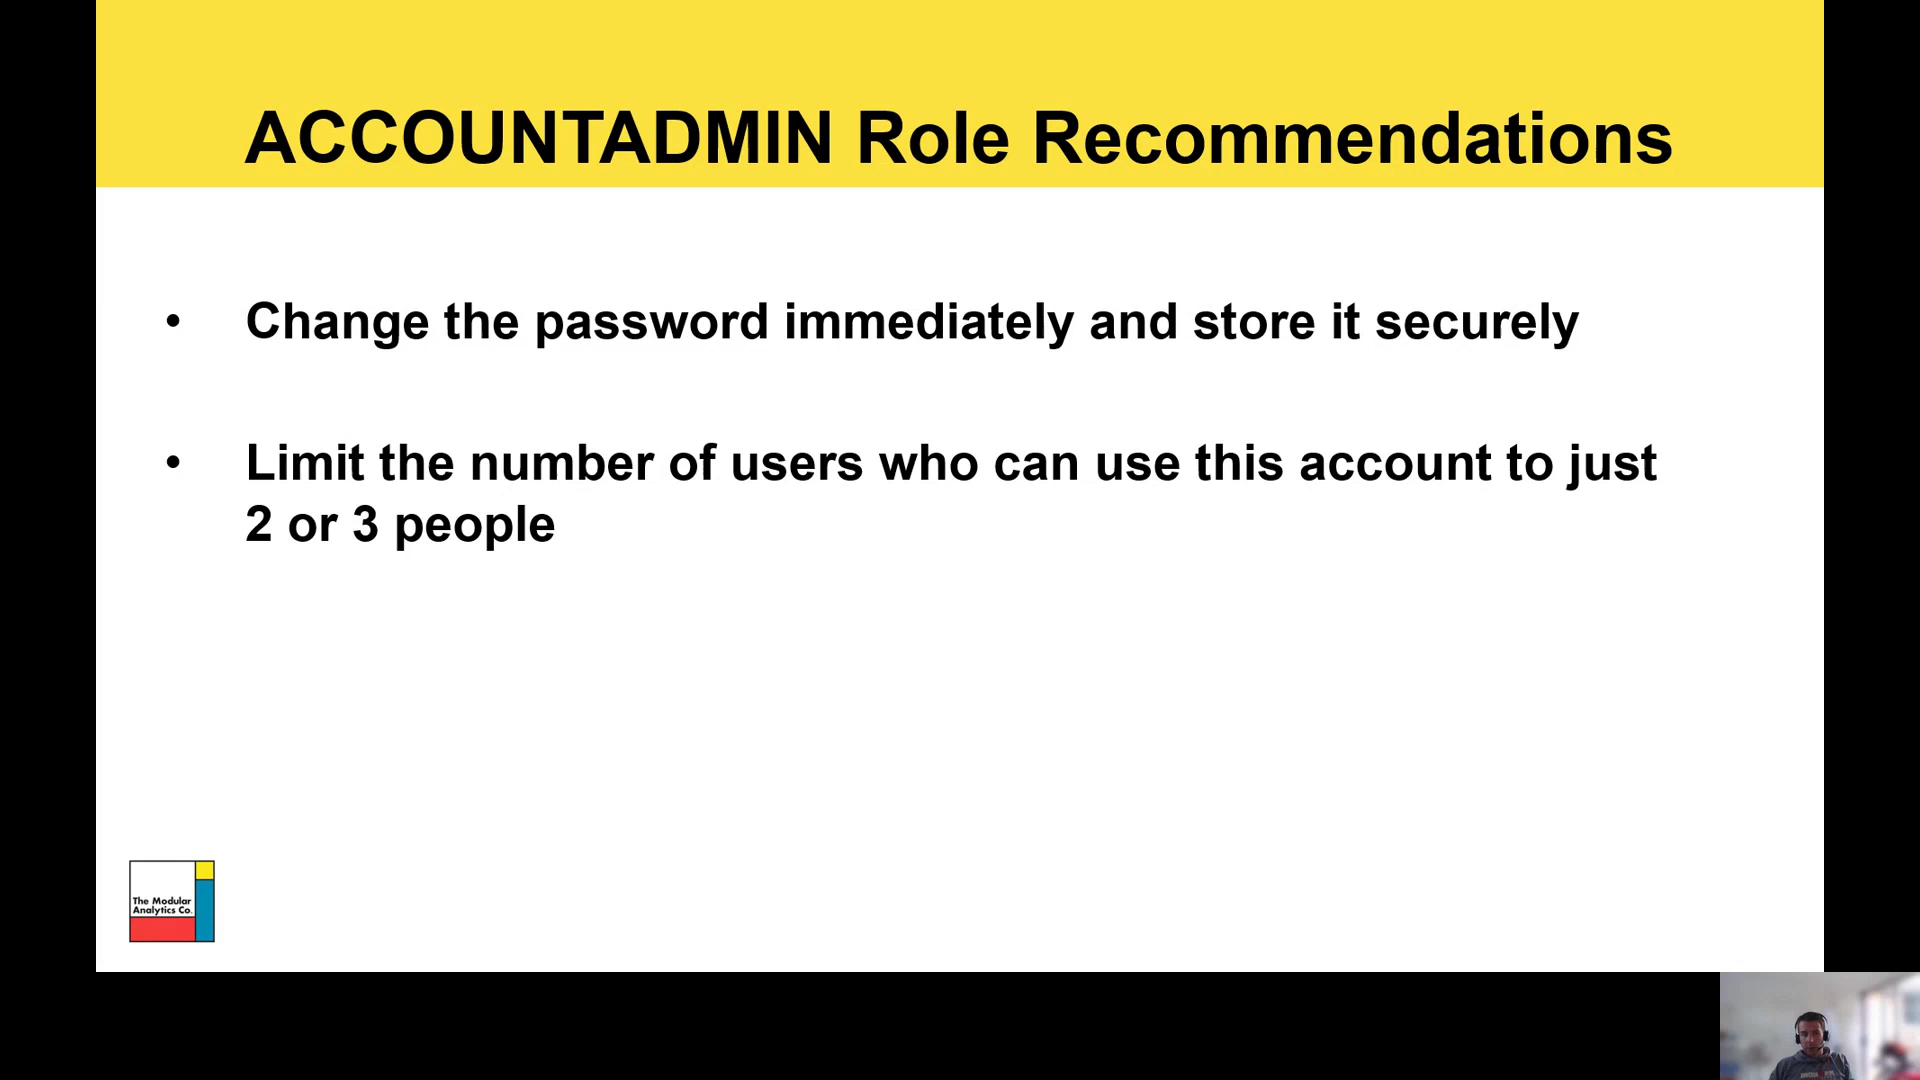 ACCOUNTADMIN Role Recommendations
• Change the password immediately and store it securely
• Limit the number of users who can use this account to just
2 or 3 people
The Modular
Analytics Co.